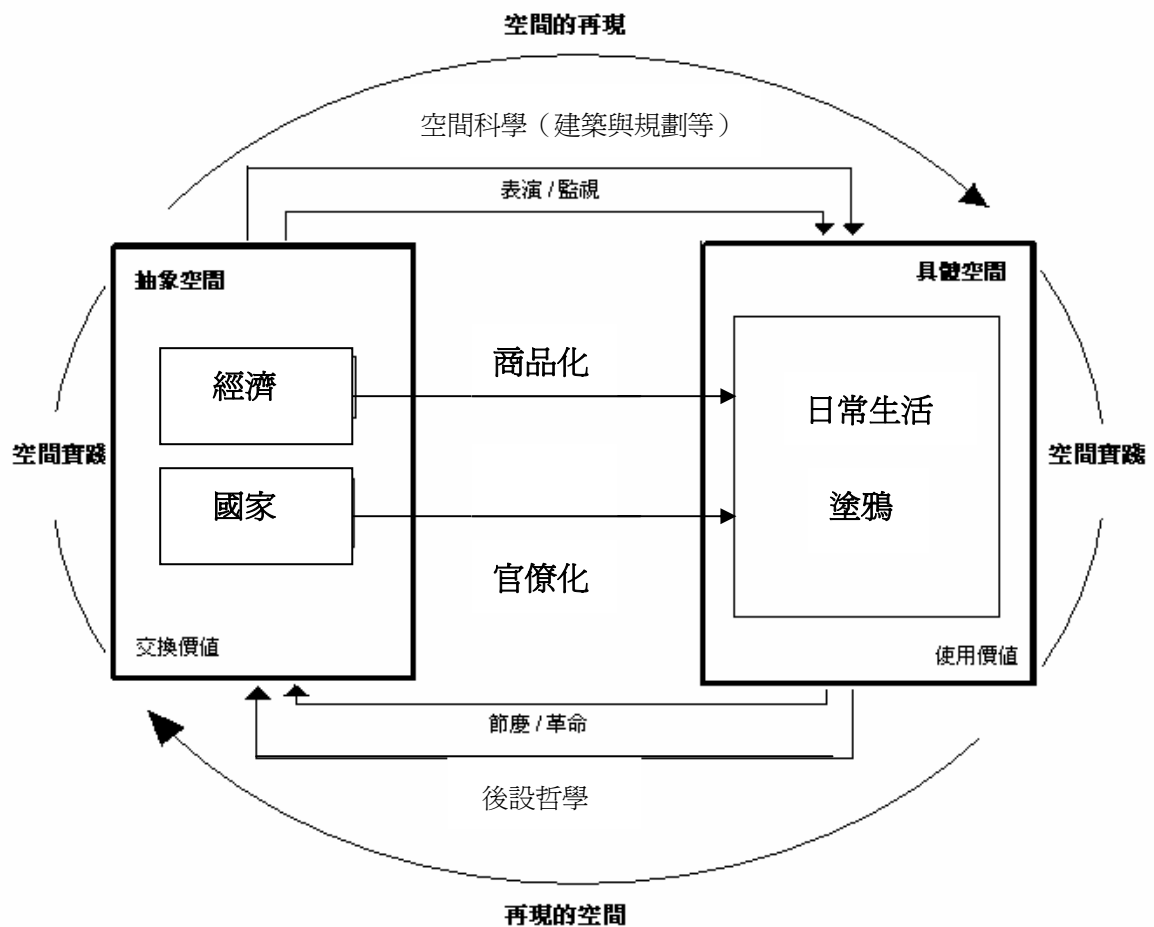 空間的再現
空間科學（建築與規劃等）
表演 / 監視
抽象空間
具體空間
經濟
商品化
日常生活
空間實踐
空間實踐
國家
塗鴉
官僚化
交換價值
使用價值
節慶 / 革命
後設哲學
再現的空間